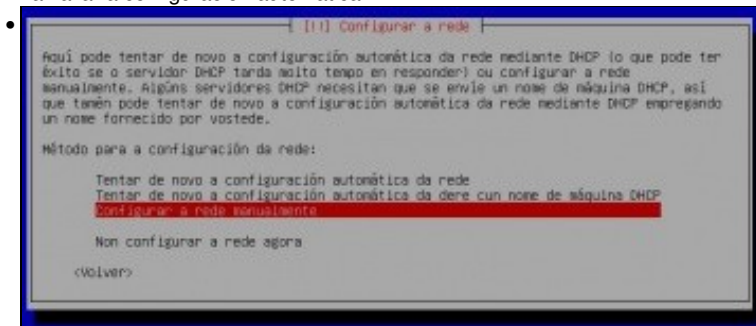 [!!] Configurar a rede
Aquí pode tentar de novo a configuración automática da rede mediante DHCP (o que pode ter
éxito se o servidor DHCP tarda moito tempo en responder) ou configurar a rede
manualmente. Algúns servidores DHCP necesitan que se envíe un nome de máquina DHCP, así
que tamén pode tentar de novo a configuración automática da rede mediante DHCP empregando
un nome fornecido por vostede.
Método para a configuración da rede:
Tentar de novo a configuración automática da rede
Tentar de novo a configuración automática da dere cun nome de máquina DHCP
Configurar a rede manualmente
Non configurar a rede agora
<Volver>